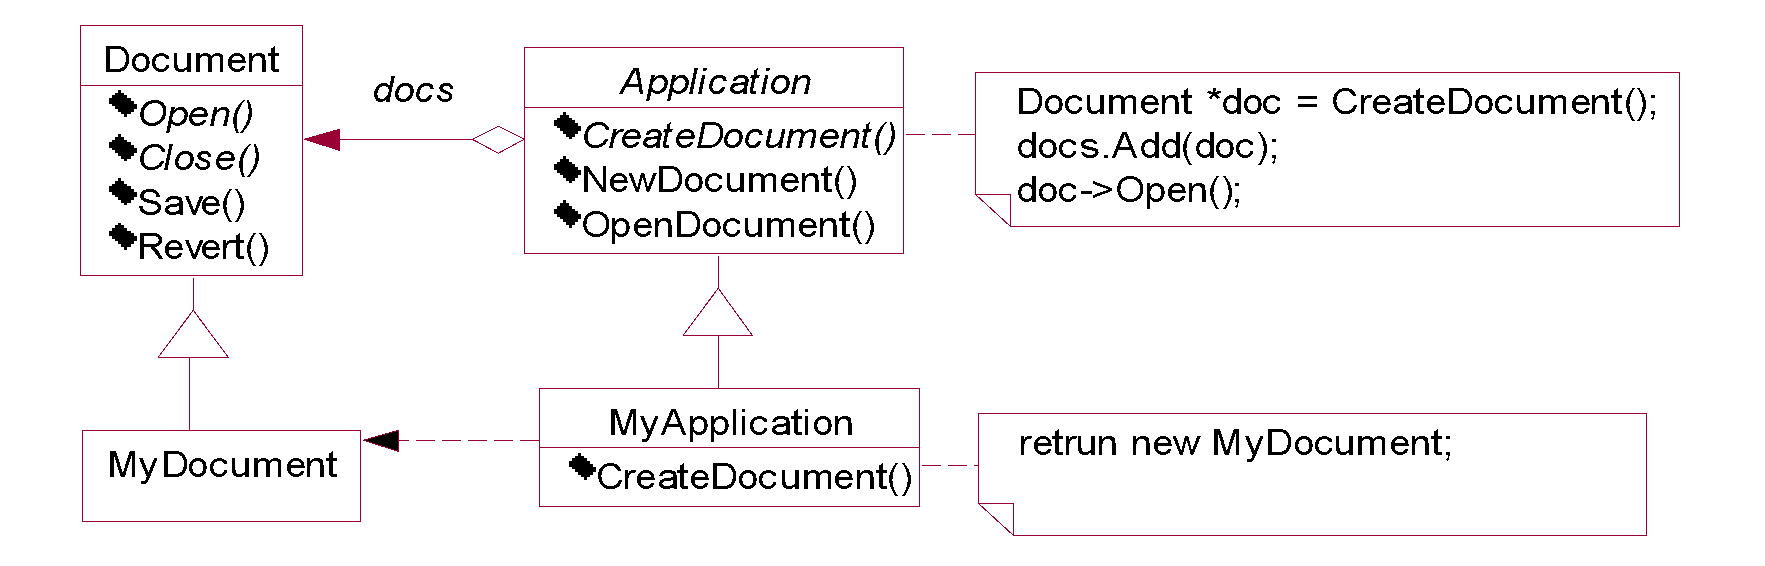 Document
Open()
Close()
Save()
Revert()
docs
Application
CreateDocument()
NewDocument()
OpenDocument()
Document *doc = CreateDocument();
docs.Add(doc);
doc->Open();
MyDocument
MyApplication
CreateDocument()
retrun new MyDocument;